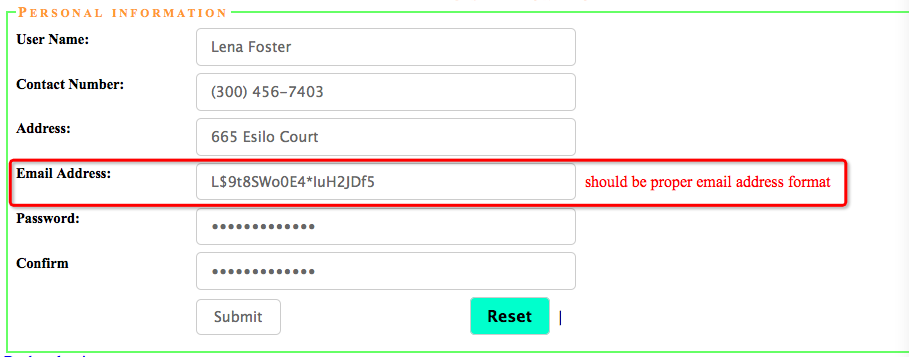 PERSONAL INFORMATION
User Name: Lena Foster
Contact Number: (300) 456-7403
Address: 665 Esilo Court
Email Address: L$9t8SWo0E4*luH2JDf5 should be proper email address format
Password: •••••••••••••
Confirm •••••••••••••
Submit Reset |